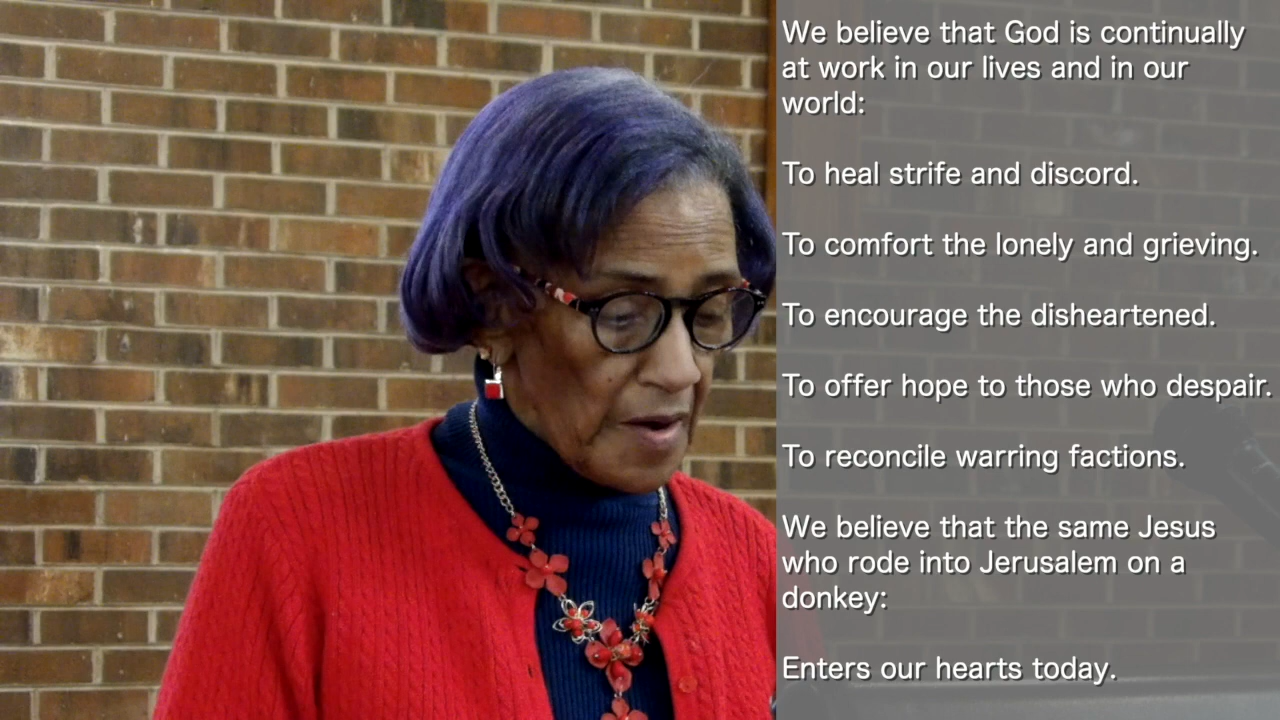 We believe that God is continually
at work in our lives and in our
world:
To heal strife and discord.
To comfort the lonely and grieving.
To encourage the disheartened.
To offer hope to those who despair.
To reconcile warring factions.
We believe that the same Jesus
who rode into Jerusalem on a
donkey:
Enters our hearts today.